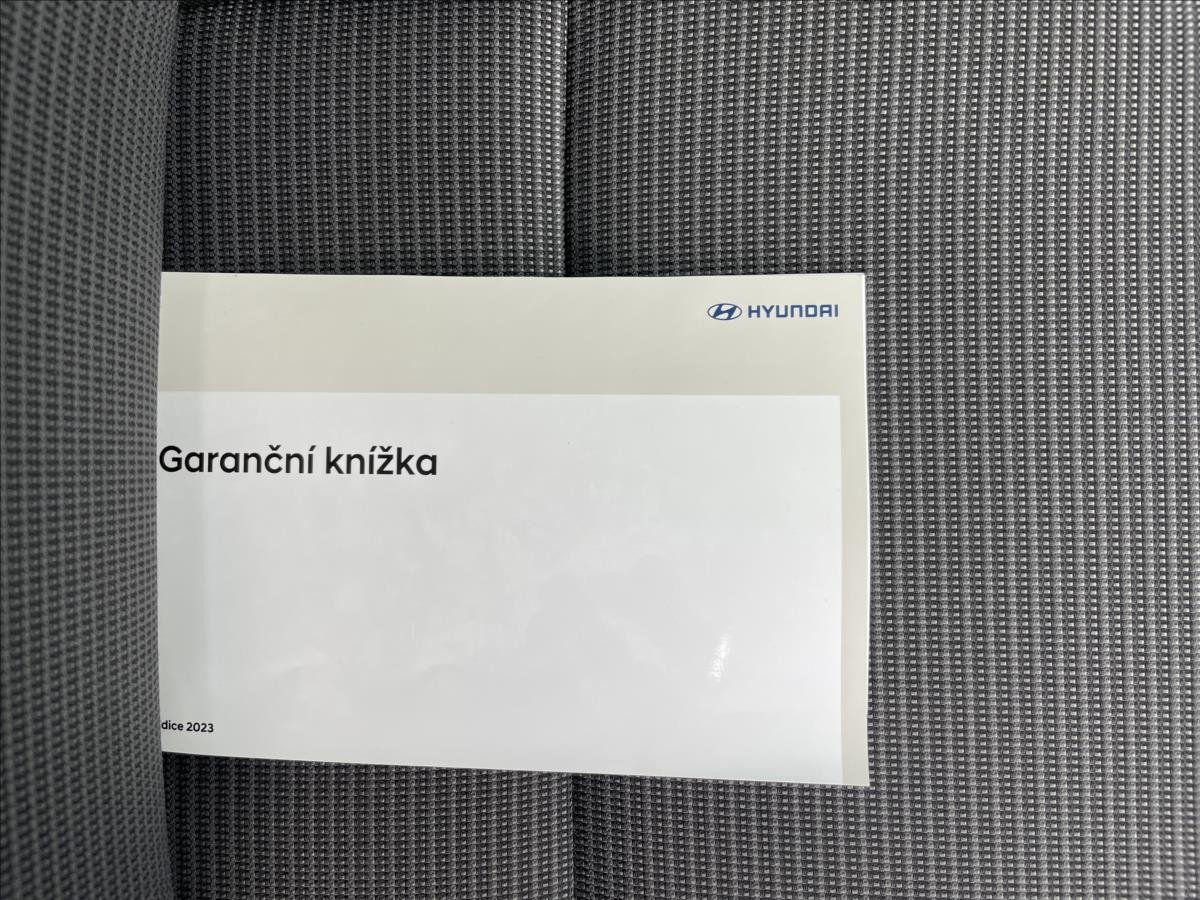 HYUNDAI
Garanční knížka
dice 2023